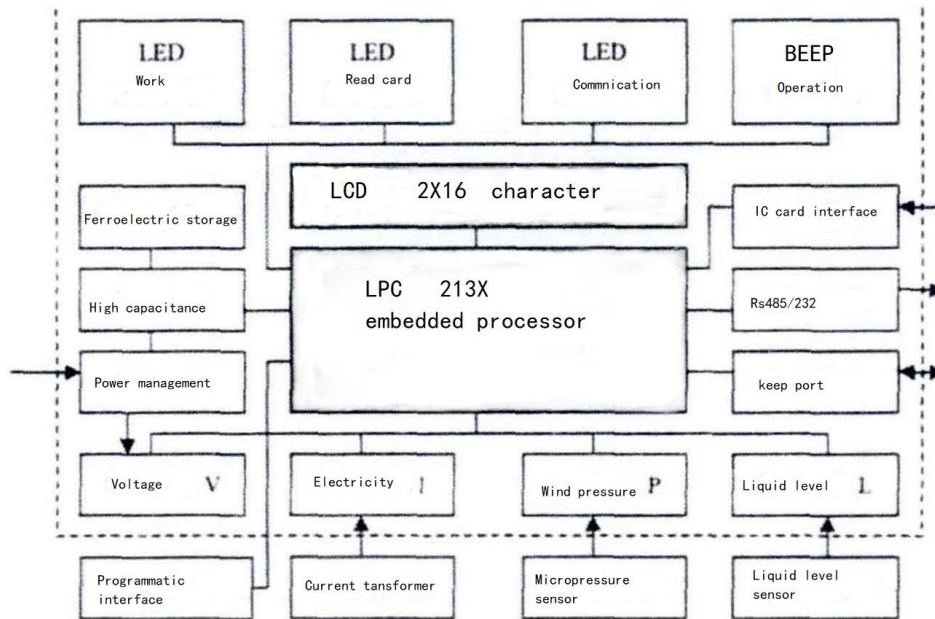 LED
Work
LED
Read card
LED
Commnication
BEEP
Operation
LCD 2X16 character
Ferroelectric storage
IC card interface
LPC 213X
embedded processor
High capacitance
Rs485/232
Power management
keep port
Voltage V
Electricity I
Wind pressure P
Liquid level L
Programmatic
interface
Current tansformer
Micropressure
sensor
Liquid level
sensor